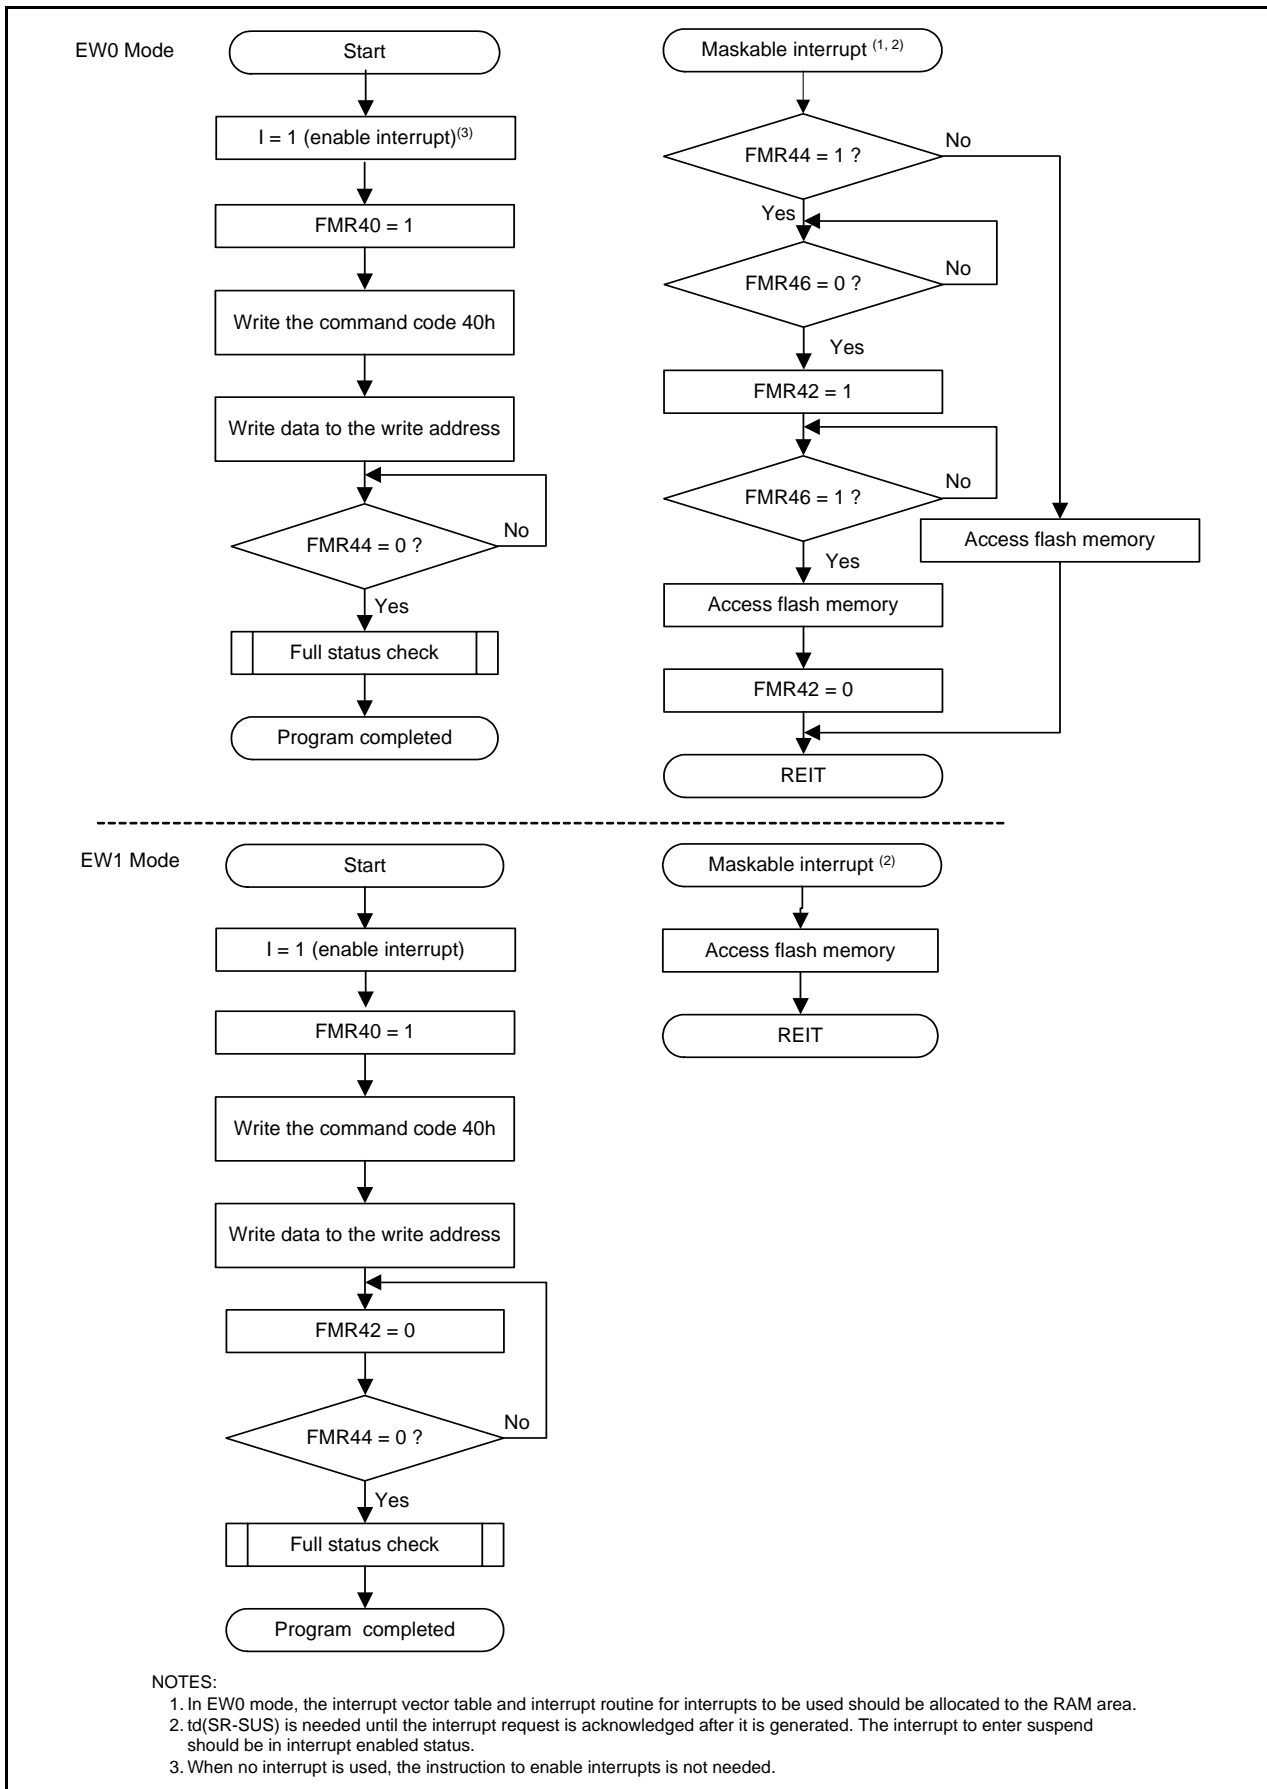 EW0 Mode
Start
I = 1 (enable interrupt)(3)
FMR40 = 1
Write the command code 40h
Write data to the write address
FMR44 = 0 ?
No
Yes
Full status check
Program completed
Maskable interrupt (1, 2)
FMR44 = 1 ?
No
Yes
FMR46 = 0 ?
No
Yes
FMR42 = 1
FMR46 = 1 ?
No
Yes
Access flash memory
Access flash memory
FMR42 = 0
REIT
EW1 Mode
Start
I = 1 (enable interrupt)
FMR40 = 1
Write the command code 40h
Write data to the write address
FMR42 = 0
FMR44 = 0 ?
No
Yes
Full status check
Program completed
Maskable interrupt (2)
Access flash memory
REIT
NOTES:
1. In EW0 mode, the interrupt vector table and interrupt routine for interrupts to be used should be allocated to the RAM area.
2. td(SR-SUS) is needed until the interrupt request is acknowledged after it is generated. The interrupt to enter suspend
should be in interrupt enabled status.
3. When no interrupt is used, the instruction to enable interrupts is not needed.